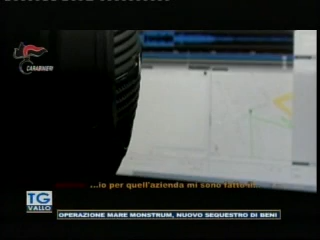 CARABINIERI
...io per quell'azienda mi sono fatto il...
TG
VALLO
OPERAZIONE MARE MONSTRUM, NUOVO SEQUESTRO DI BENI